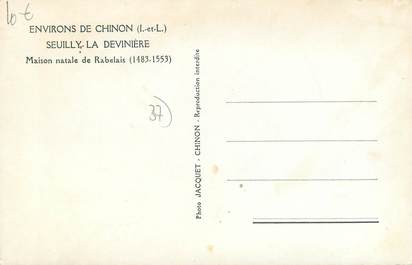 10 €
ENVIRONS DE CHINON (I.-et-L.)
SEUILLY-LA DEVINIÈRE
Maison natale de Rabelais (1483-1553)
37)
Photo JACQUET - CHINON - Reproduction interdite